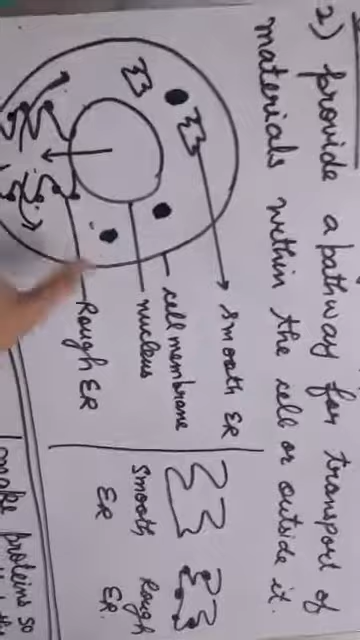 2) provide a pathway for transport of
materials within the cell or outside it.
smooth ER
cell membrane
nucleus
Rough ER
Smooth
ER
Rough
ER.
make proteins so